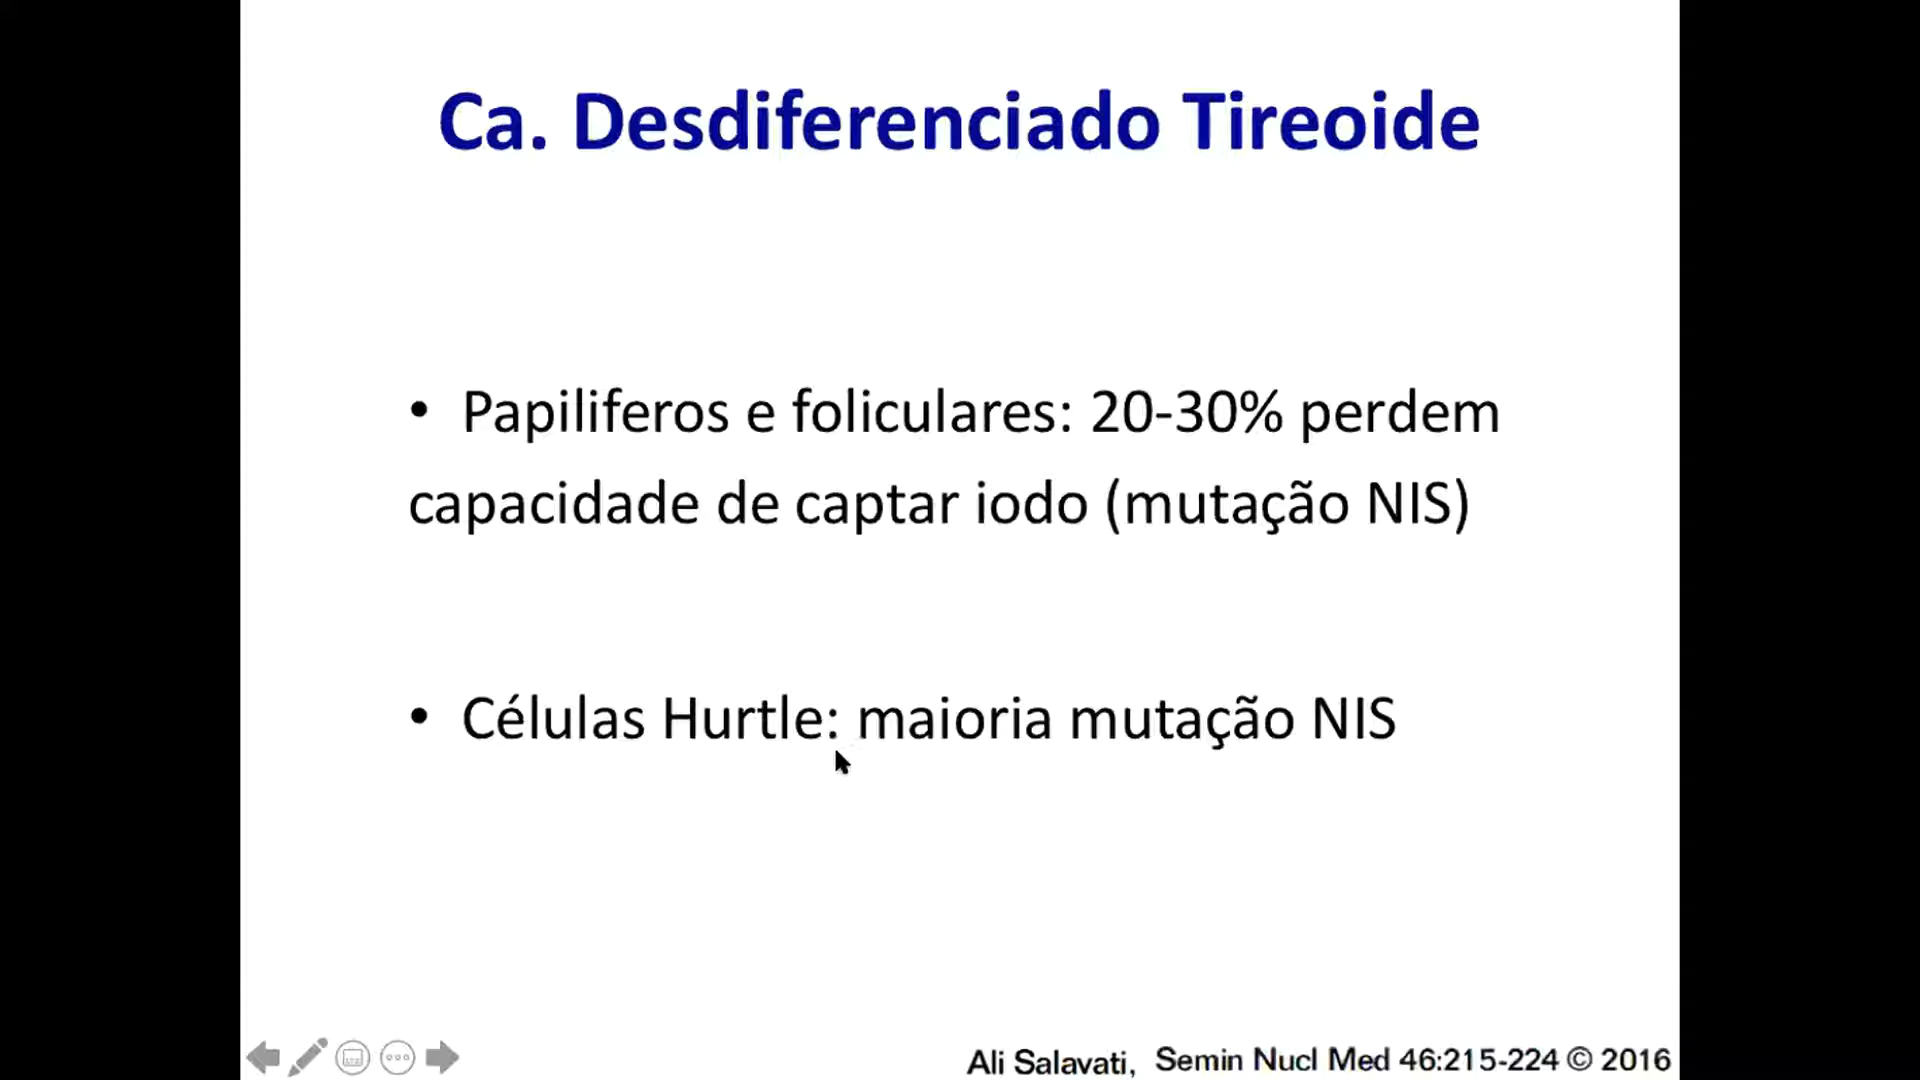 Ca. Desdiferenciado Tireoide
• Papiliferos e foliculares: 20-30% perdem
capacidade de captar iodo (mutação NIS)
• Células Hurtle: maioria mutação NIS
Ali Salavati, Semin Nucl Med 46:215-224 © 2016